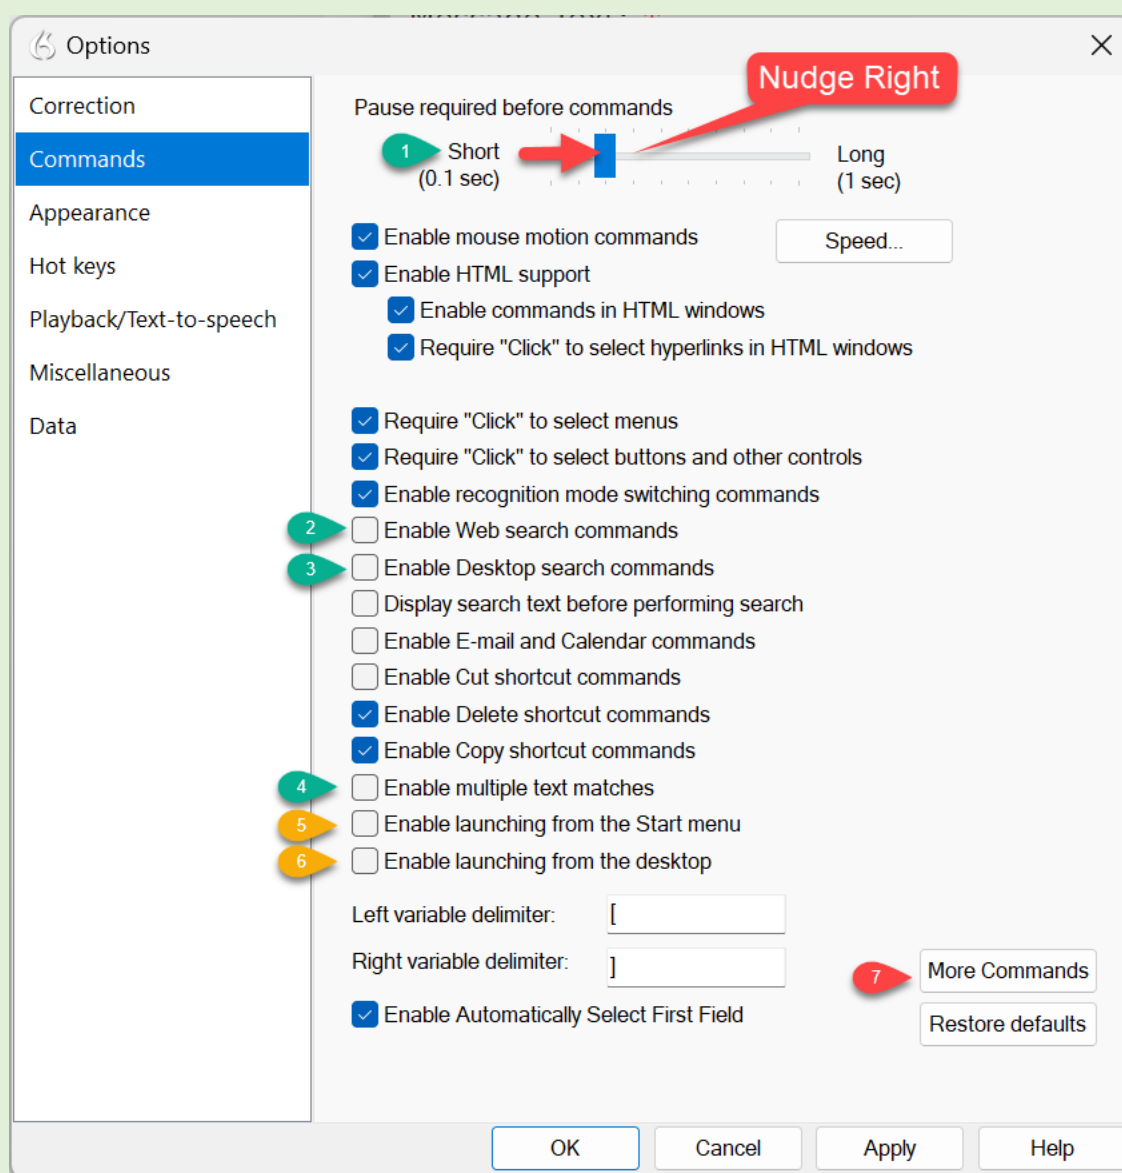 Options
Correction
Commands
Appearance
Hot keys
Playback/Text-to-speech
Miscellaneous
Data
Nudge Right
Pause required before commands
1
Short
(0.1 sec)
Long
(1 sec)
Enable mouse motion commands
Speed...
Enable HTML support
Enable commands in HTML windows
Require "Click" to select hyperlinks in HTML windows
Require "Click" to select menus
Require "Click" to select buttons and other controls
Enable recognition mode switching commands
2 Enable Web search commands
3 Enable Desktop search commands
Display search text before performing search
Enable E-mail and Calendar commands
Enable Cut shortcut commands
Enable Delete shortcut commands
Enable Copy shortcut commands
4 Enable multiple text matches
5 Enable launching from the Start menu
6 Enable launching from the desktop
Left variable delimiter: [
Right variable delimiter: ]
7 More Commands
Enable Automatically Select First Field
Restore defaults
OK Cancel Apply Help